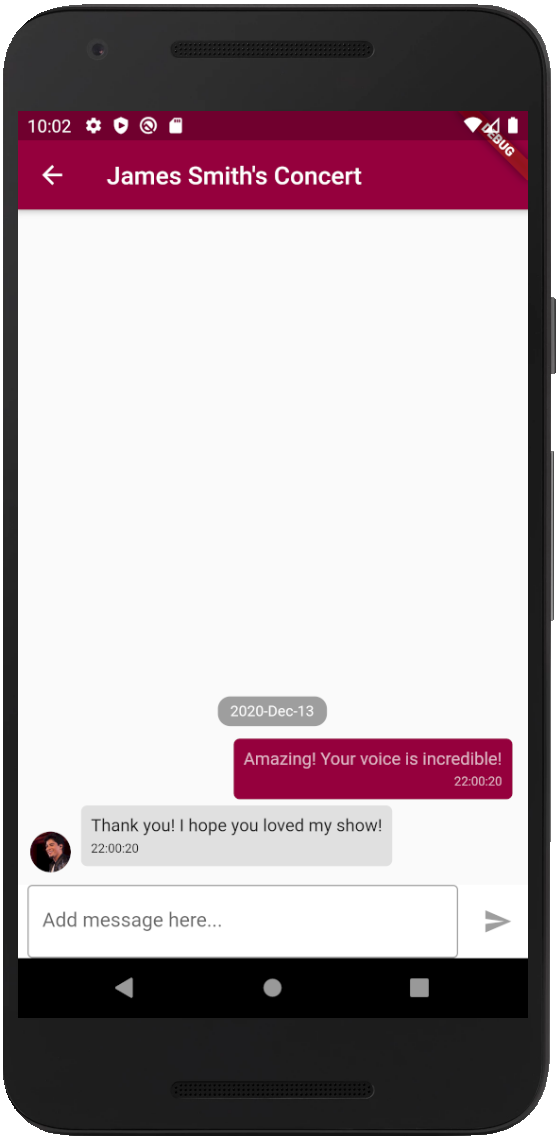 10:02
DEBUG
James Smith's Concert
2020-Dec-13
Amazing! Your voice is incredible!
22:00:20
Thank you! I hope you loved my show!
22:00:20
Add message here...